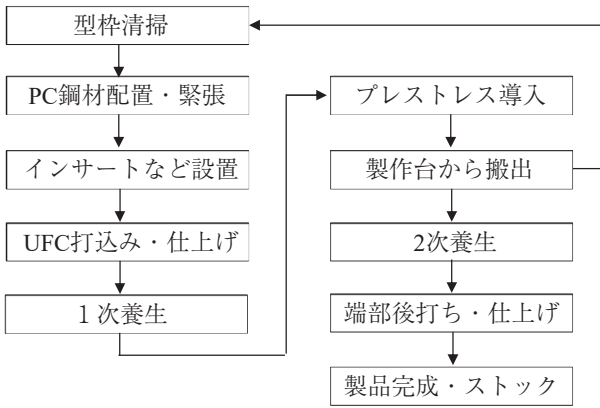 型枠清掃
PC鋼材配置・緊張
インサートなど設置
UFC打込み・仕上げ
１次養生
プレストレス導入
製作台から搬出
2次養生
端部後打ち・仕上げ
製品完成・ストック